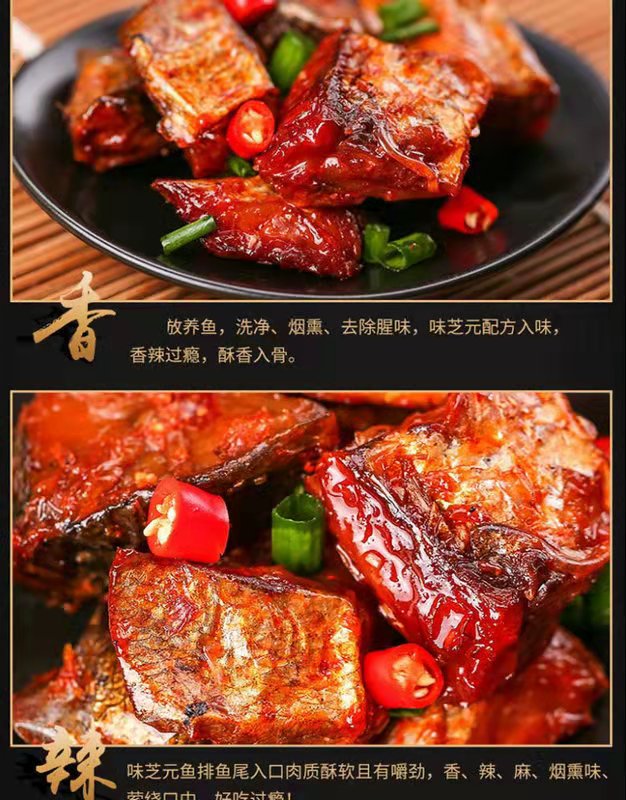 香
放养鱼，洗净、烟熏、去除腥味，味芝元配方入味，
香辣过瘾，酥香入骨。
辣
味芝元鱼排鱼尾入口肉质酥软且有嚼劲，香、辣、麻、烟熏味、
萦绕口中，好吃过瘾！